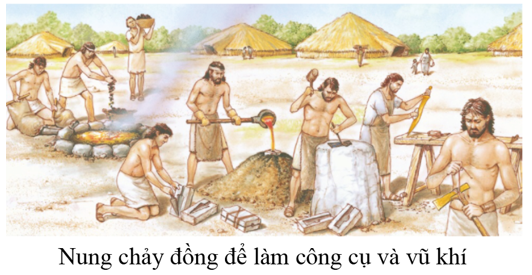 Nung chảy đồng để làm công cụ và vũ khí